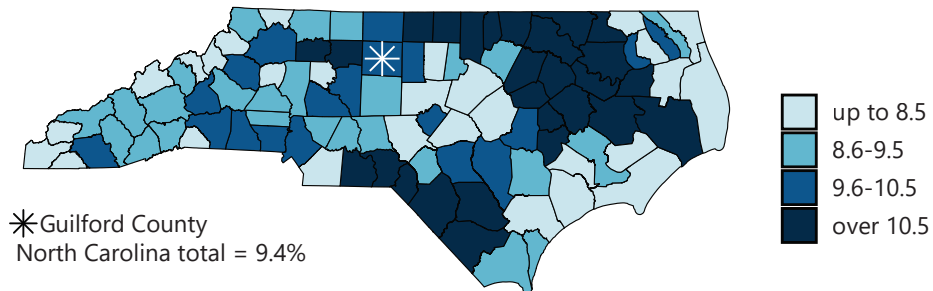 up to 8.5
8.6-9.5
9.6-10.5
over 10.5
Guilford County
North Carolina total = 9.4%